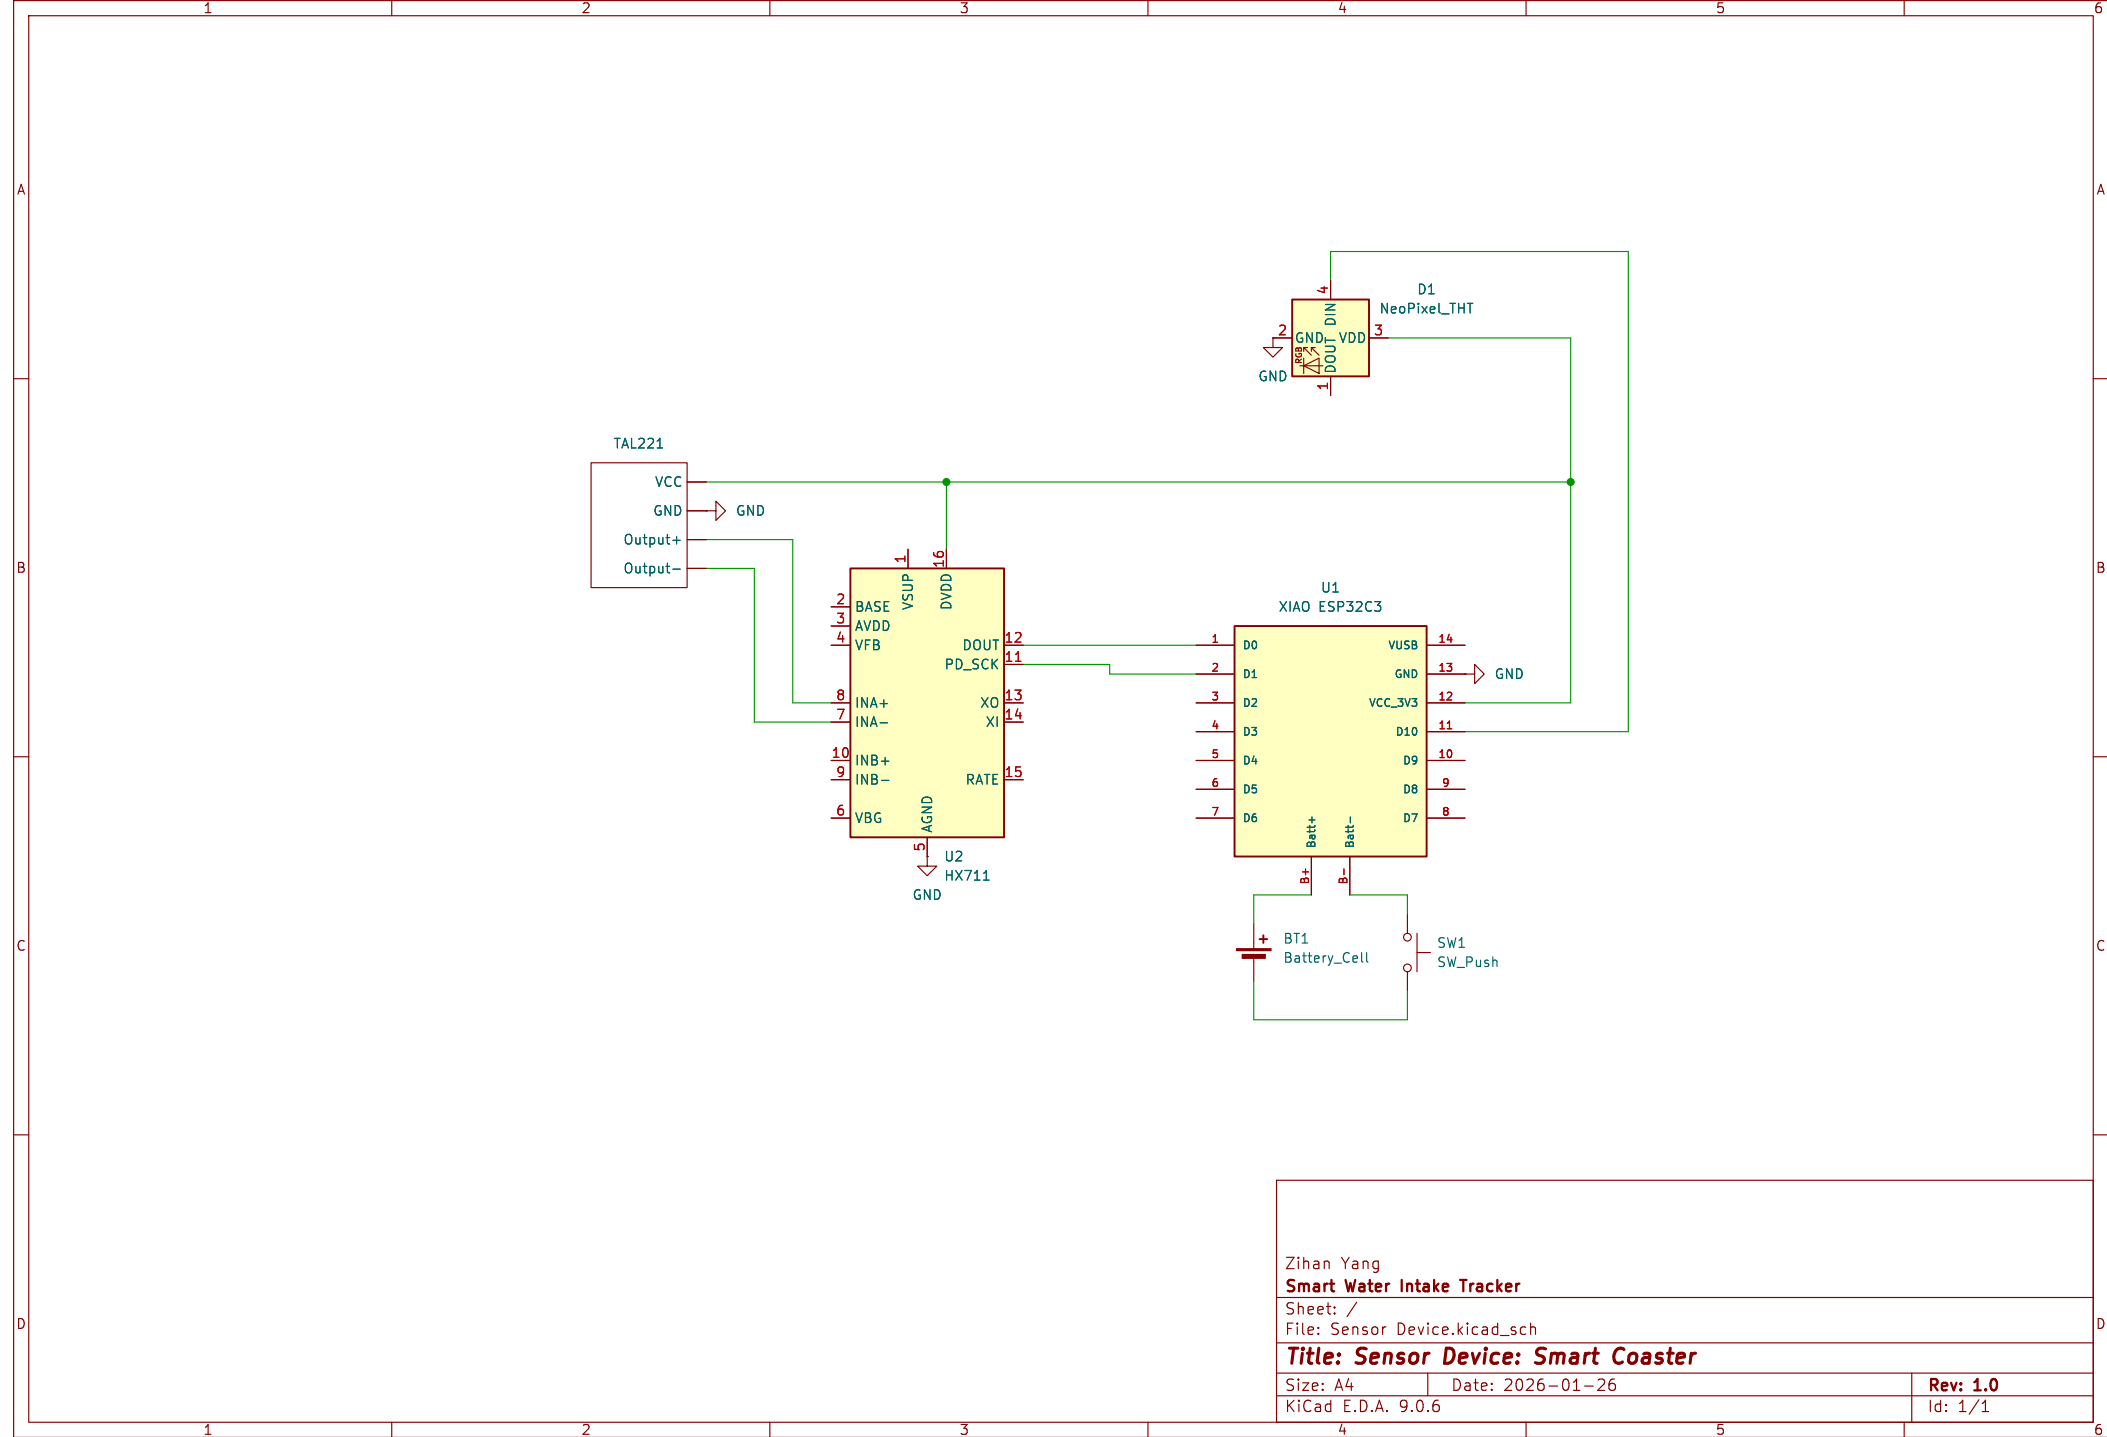 1 2 3 4 5 6
A A
B B
C C
D D
D1
NeoPixel_THT
4
DIN
2
GND
VDD
3
RGB
DOUT
1
GND
TAL221
VCC
GND
GND
Output+
Output-
1
VSUP
16
DVDD
2 BASE
3 AVDD
4 VFB
DOUT 12
PD_SCK 11
8 INA+
7 INA-
XO 13
XI 14
10 INB+
9 INB-
RATE 15
6 VBG
AGND
5
U2
HX711
GND
U1
XIAO ESP32C3
1 D0
2 D1
3 D2
4 D3
5 D4
6 D5
7 D6
VUSB 14
GND 13
GND
VCC_3V3 12
D10 11
D9 10
D8 9
D7 8
Batt+
Batt-
B+
B-
+
BT1
Battery_Cell
SW1
SW_Push
Zihan Yang
Smart Water Intake Tracker
Sheet: /
File: Sensor Device.kicad_sch
Title: Sensor Device: Smart Coaster
Size: A4
Date: 2026-01-26
Rev: 1.0
KiCad E.D.A. 9.0.6
Id: 1/1
1 2 3 4 5 6